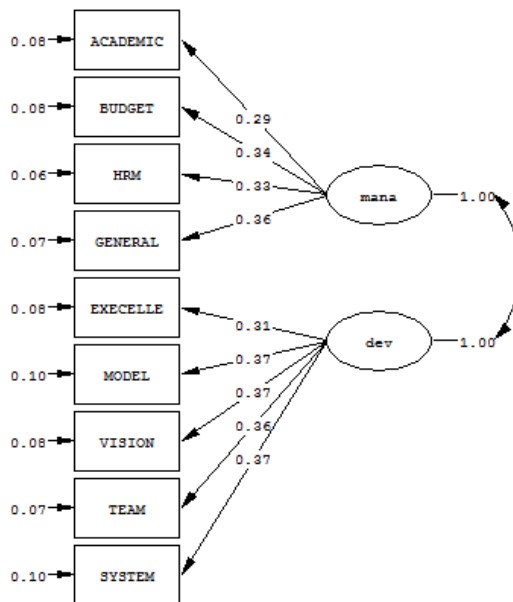 0.08 ACADEMIC
0.08 BUDGET
0.29
0.34
0.06 HRM
0.33
mana 1.00
0.36
0.07 GENERAL
0.08 EXECELLE
0.31
dev 1.00
0.10 MODEL
0.37
0.37
0.08 VISION
0.36
0.37
0.07 TEAM
0.10 SYSTEM